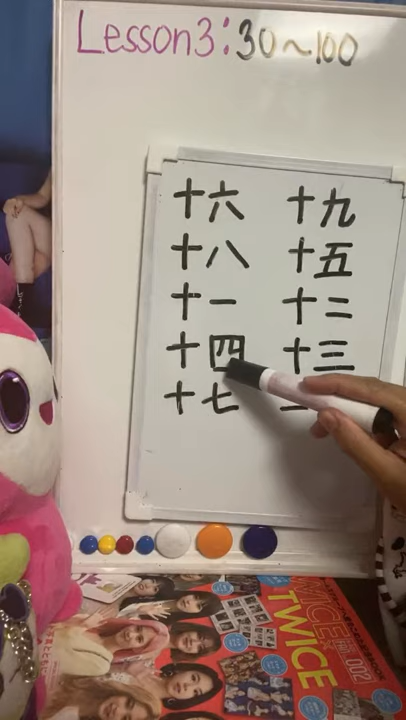 Lesson3:30~100
十六 十九
十八 十五
十一 十二
十四 十三
十七
TWICE